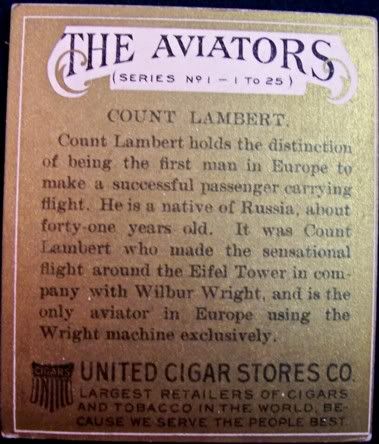 THE AVIATORS
(SERIES Nº 1 - 1 TO 25)
COUNT LAMBERT.
Count Lambert holds the distinction
of being the first man in Europe to
make a successful passenger carrying
flight. He is a native of Russia, about
forty-one years old. It was Count
Lambert who made the sensational
flight around the Eifel Tower in com-
pany with Wilbur Wright, and is the
only aviator in Europe using the
Wright machine exclusively.
CIGARS
UNITED
UNITED CIGAR STORES CO.
LARGEST RETAILERS OF CIGARS
AND TOBACCO IN THE WORLD, BE-
CAUSE WE SERVE THE PEOPLE BEST.